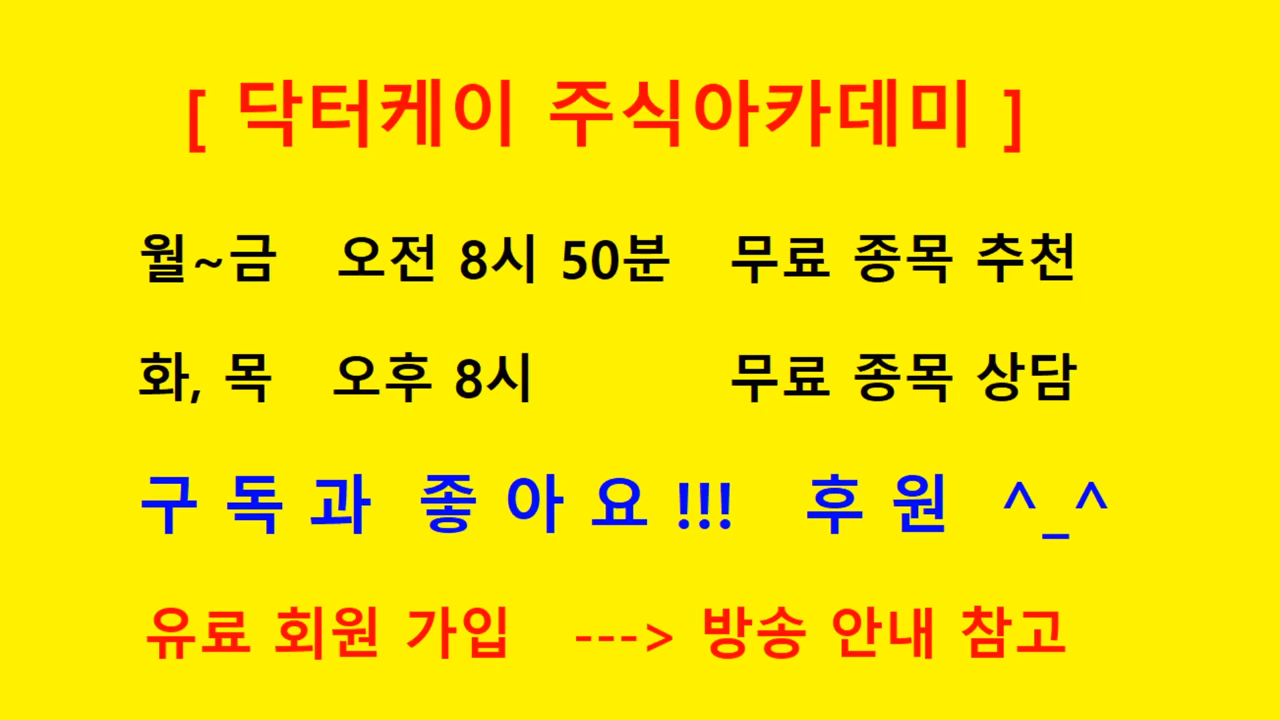 [ 닥터케이 주식아카데미 ]
월~금 오전 8시 50분 무료 종목 추천
화, 목 오후 8시 무료 종목 상담
구 독 과 좋 아 요 !!! 후 원 ^_^
유료 회원 가입 ---> 방송 안내 참고